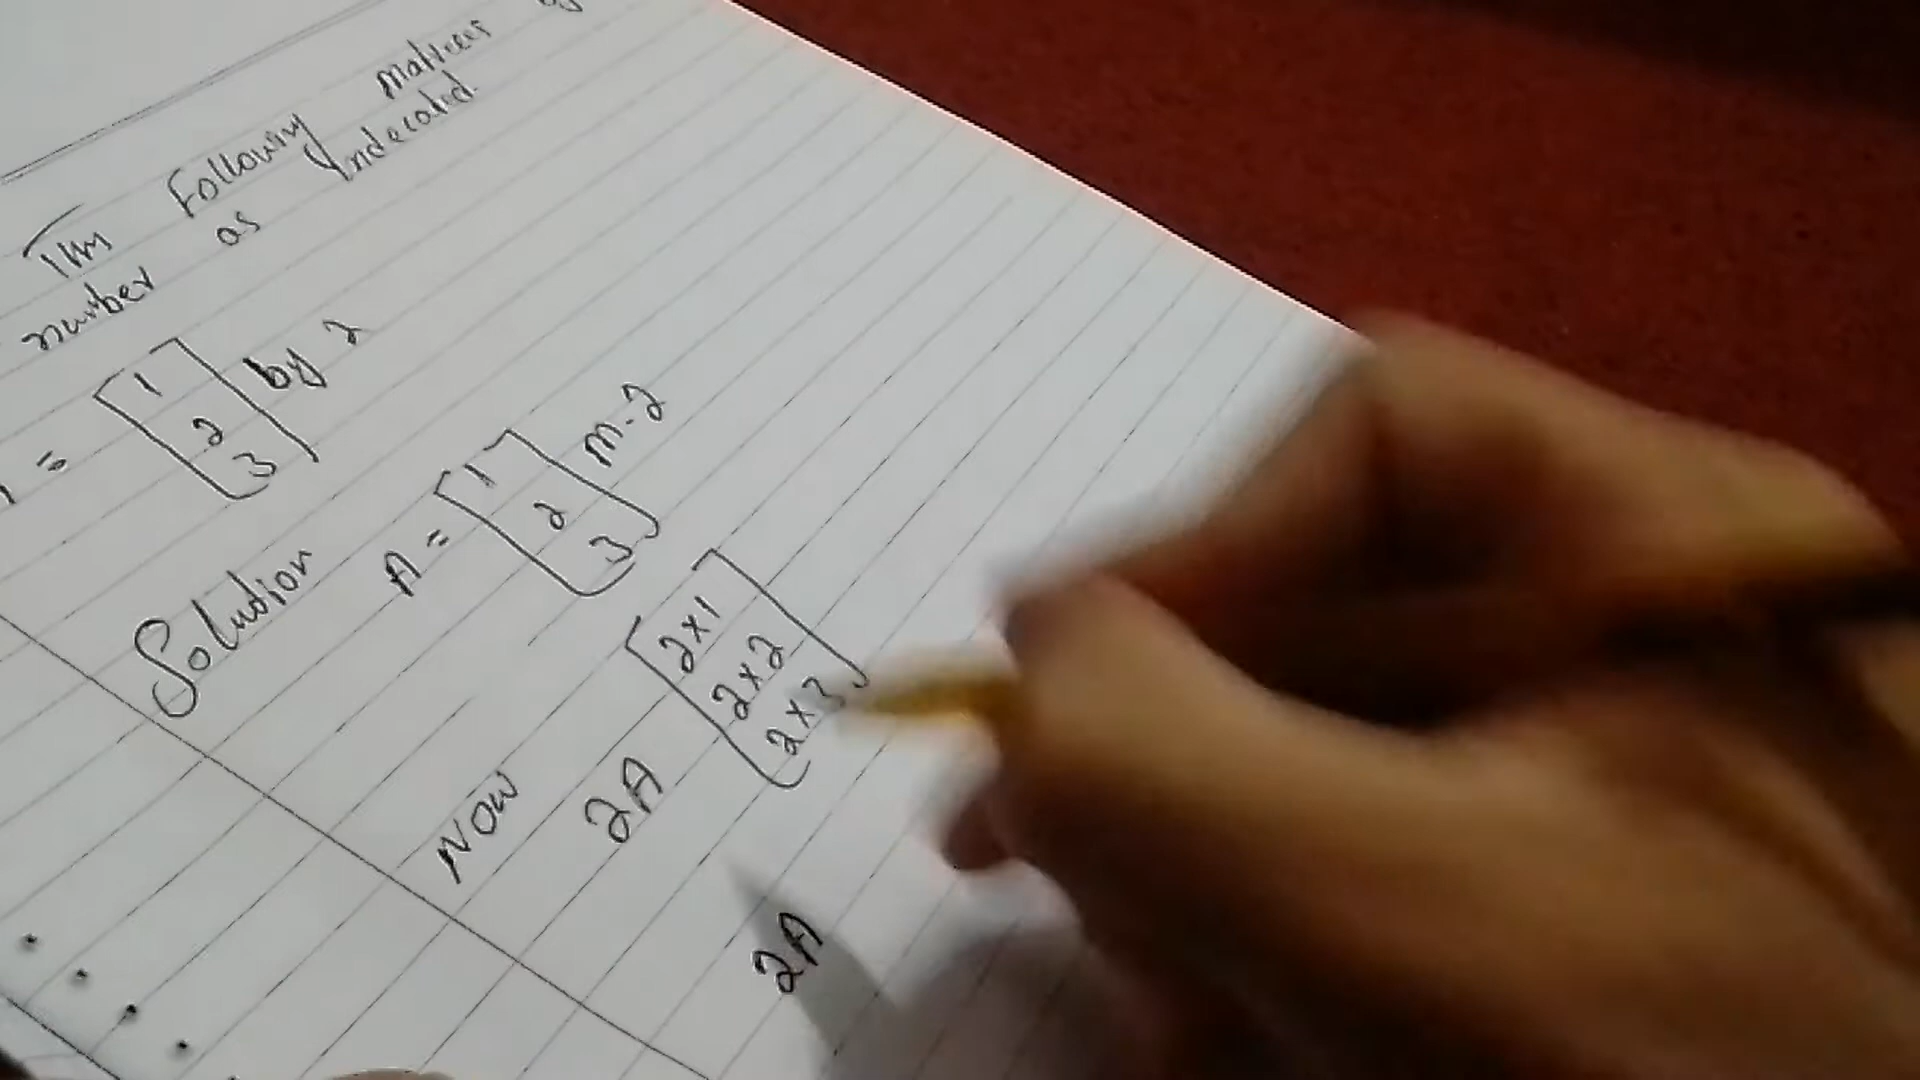 The Following matrices
number as Indecated.
= [1
2
3] by 2
Solution
A = [1
2
3] m-2
Now
2A [2×1
2×2
2×3]
2A